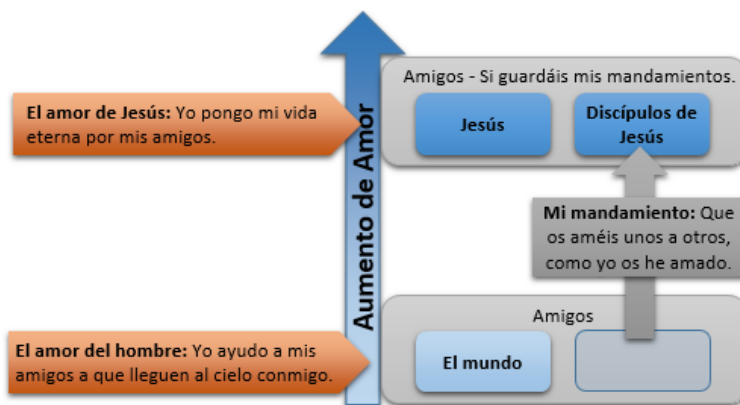 Amigos - Si guardáis mis mandamientos.
El amor de Jesús: Yo pongo mi vida
eterna por mis amigos.
Jesús
Discípulos de
Jesús
Aumento de Amor
Mi mandamiento: Que
os améis unos a otros,
como yo os he amado.
Amigos
El amor del hombre: Yo ayudo a mis
amigos a que lleguen al cielo conmigo.
El mundo